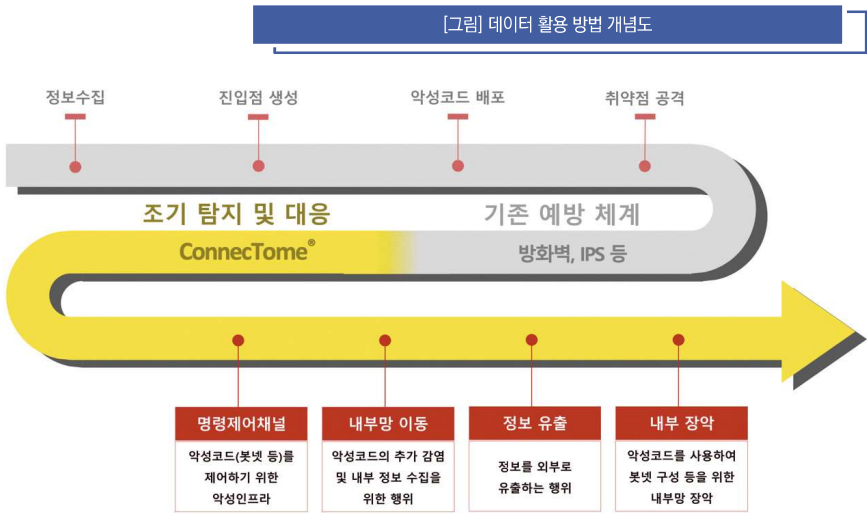 [그림] 데이터 활용 방법 개념도
정보수집
진입점 생성
악성코드 배포
취약점 공격
조기 탐지 및 대응
기존 예방 체계
ConnecTome®
방화벽, IPS 등
명령제어채널
악성코드(봇넷 등)를
제어하기 위한
악성인프라
내부망 이동
악성코드의 추가 감염
및 내부 정보 수집을
위한 행위
정보 유출
정보를 외부로
유출하는 행위
내부 장악
악성코드를 사용하여
봇넷 구성 등을 위한
내부망 장악